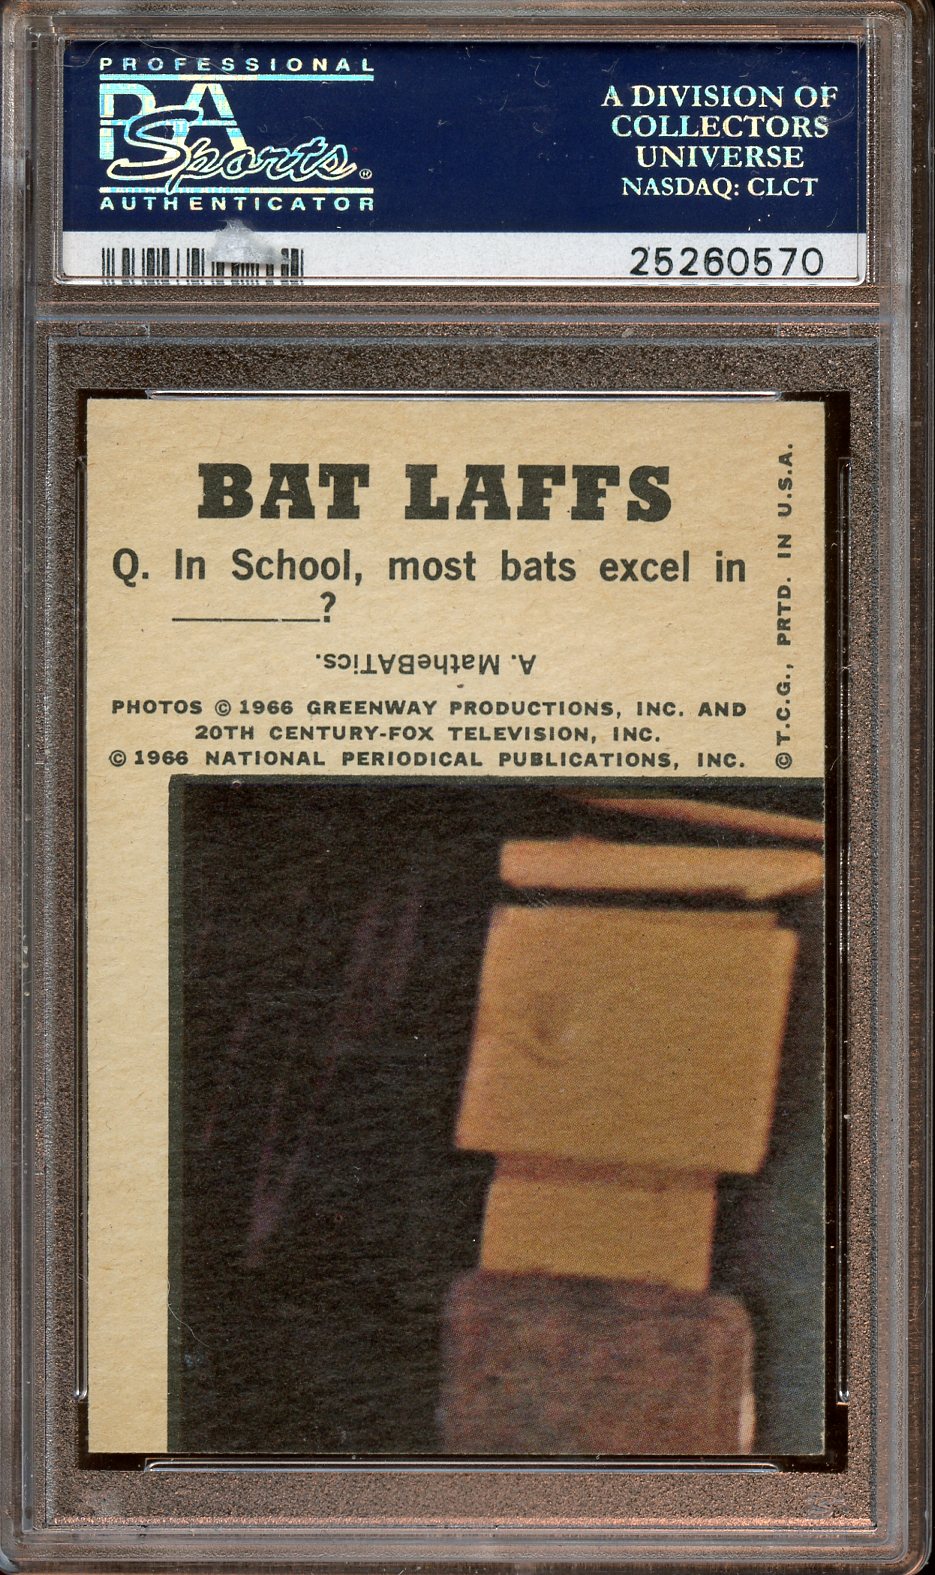 PROFESSIONAL
PSA
Sports®
AUTHENTICATOR
A DIVISION OF
COLLECTORS
UNIVERSE
NASDAQ: CLCT
25260570
BAT LAFFS
Q. In School, most bats excel in
______?
A. MatheBATics.
PHOTOS © 1966 GREENWAY PRODUCTIONS, INC. AND
20TH CENTURY-FOX TELEVISION, INC.
© 1966 NATIONAL PERIODICAL PUBLICATIONS, INC.
© T.C.G., PRTD. IN U.S.A.